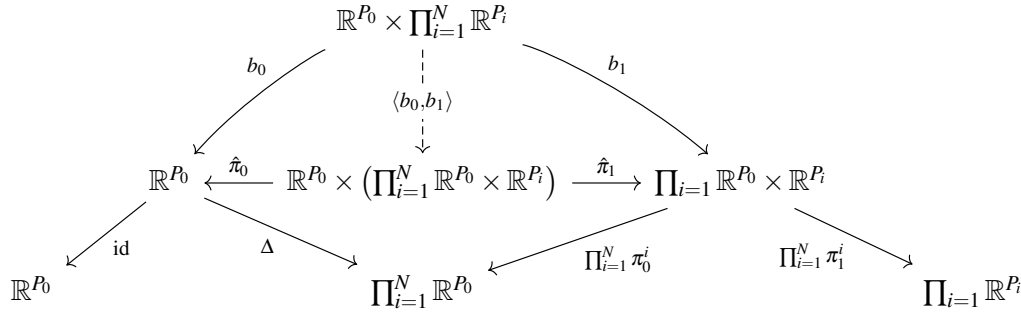 ℝ^{P_0} × ∏_{i=1}^N ℝ^{P_i}
b_0
b_1
⟨b_0,b_1⟩
ℝ^{P_0} π̂_0 ℝ^{P_0} × (∏_{i=1}^N ℝ^{P_0} × ℝ^{P_i}) π̂_1 ∏_{i=1} ℝ^{P_0} × ℝ^{P_i}
id Δ ∏_{i=1}^N π_0^i ∏_{i=1}^N π_1^i
ℝ^{P_0} ∏_{i=1}^N ℝ^{P_0} ∏_{i=1} ℝ^{P_i}